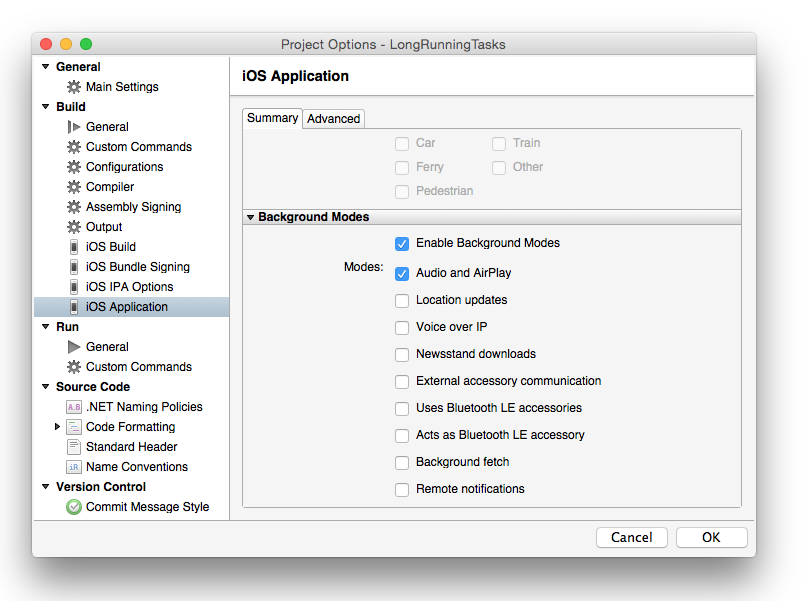 Project Options - LongRunningTasks
General
Main Settings
Build
General
Custom Commands
Configurations
Compiler
Assembly Signing
Output
iOS Build
iOS Bundle Signing
iOS IPA Options
iOS Application
Run
General
Custom Commands
Source Code
A.B .NET Naming Policies
Code Formatting
Standard Header
iR Name Conventions
Version Control
Commit Message Style
iOS Application
Summary Advanced
Car Train
Ferry Other
Pedestrian
Background Modes
Enable Background Modes
Modes: Audio and AirPlay
Location updates
Voice over IP
Newsstand downloads
External accessory communication
Uses Bluetooth LE accessories
Acts as Bluetooth LE accessory
Background fetch
Remote notifications
Cancel OK